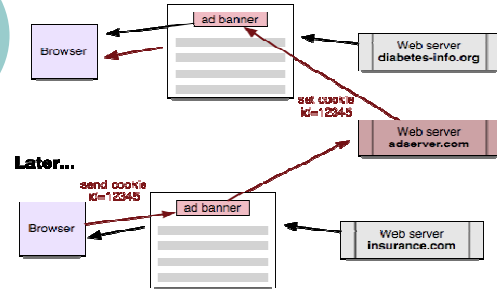 ad banner
Browser
Web server
diabetes-info.org
set cookie
id=12345
Web server
adserver.com
Later...
send cookie
id=12345
ad banner
Browser
Web server
insurance.com